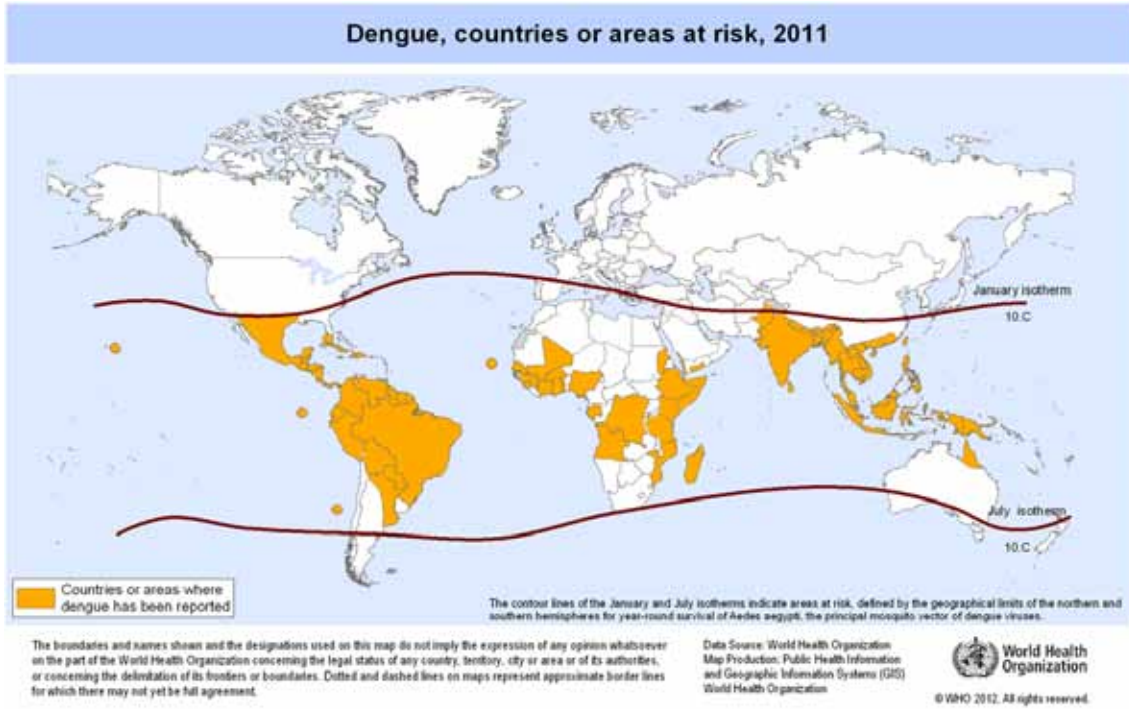 Dengue, countries or areas at risk, 2011
January isotherm
10.C
July isotherm
10.C
Countries or areas where
dengue has been reported
The contour lines of the January and July isotherms indicate areas at risk, defined by the geographical limits of the northern and
southern hemispheres for year-round survival of Aedes aegypti, the principal mosquito vector of dengue viruses.
The boundaries and names shown and the designations used on this map do not imply the expression of any opinion whatsoever
on the part of the World Health Organization concerning the legal status of any country, territory, city or area or of its authorities,
or concerning the delimitation of its frontiers or boundaries. Dotted and dashed lines on maps represent approximate border lines
for which there may not yet be full agreement.
Data Source: World Health Organization
Map Production: Public Health Information
and Geographic Information Systems (GIS)
World Health Organization
World Health
Organization
© WHO 2012. All rights reserved.